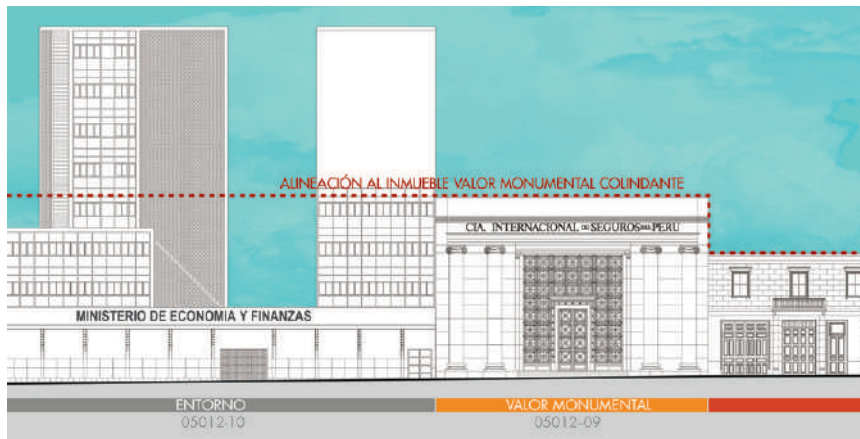 ALINEACIÓN AL INMUEBLE VALOR MONUMENTAL COLINDANTE
CIA. INTERNACIONAL DE SEGUROS DEL PERU
MINISTERIO DE ECONOMIA Y FINANZAS
ENTORNO
VALOR MONUMENTAL
05012-10
05012-09